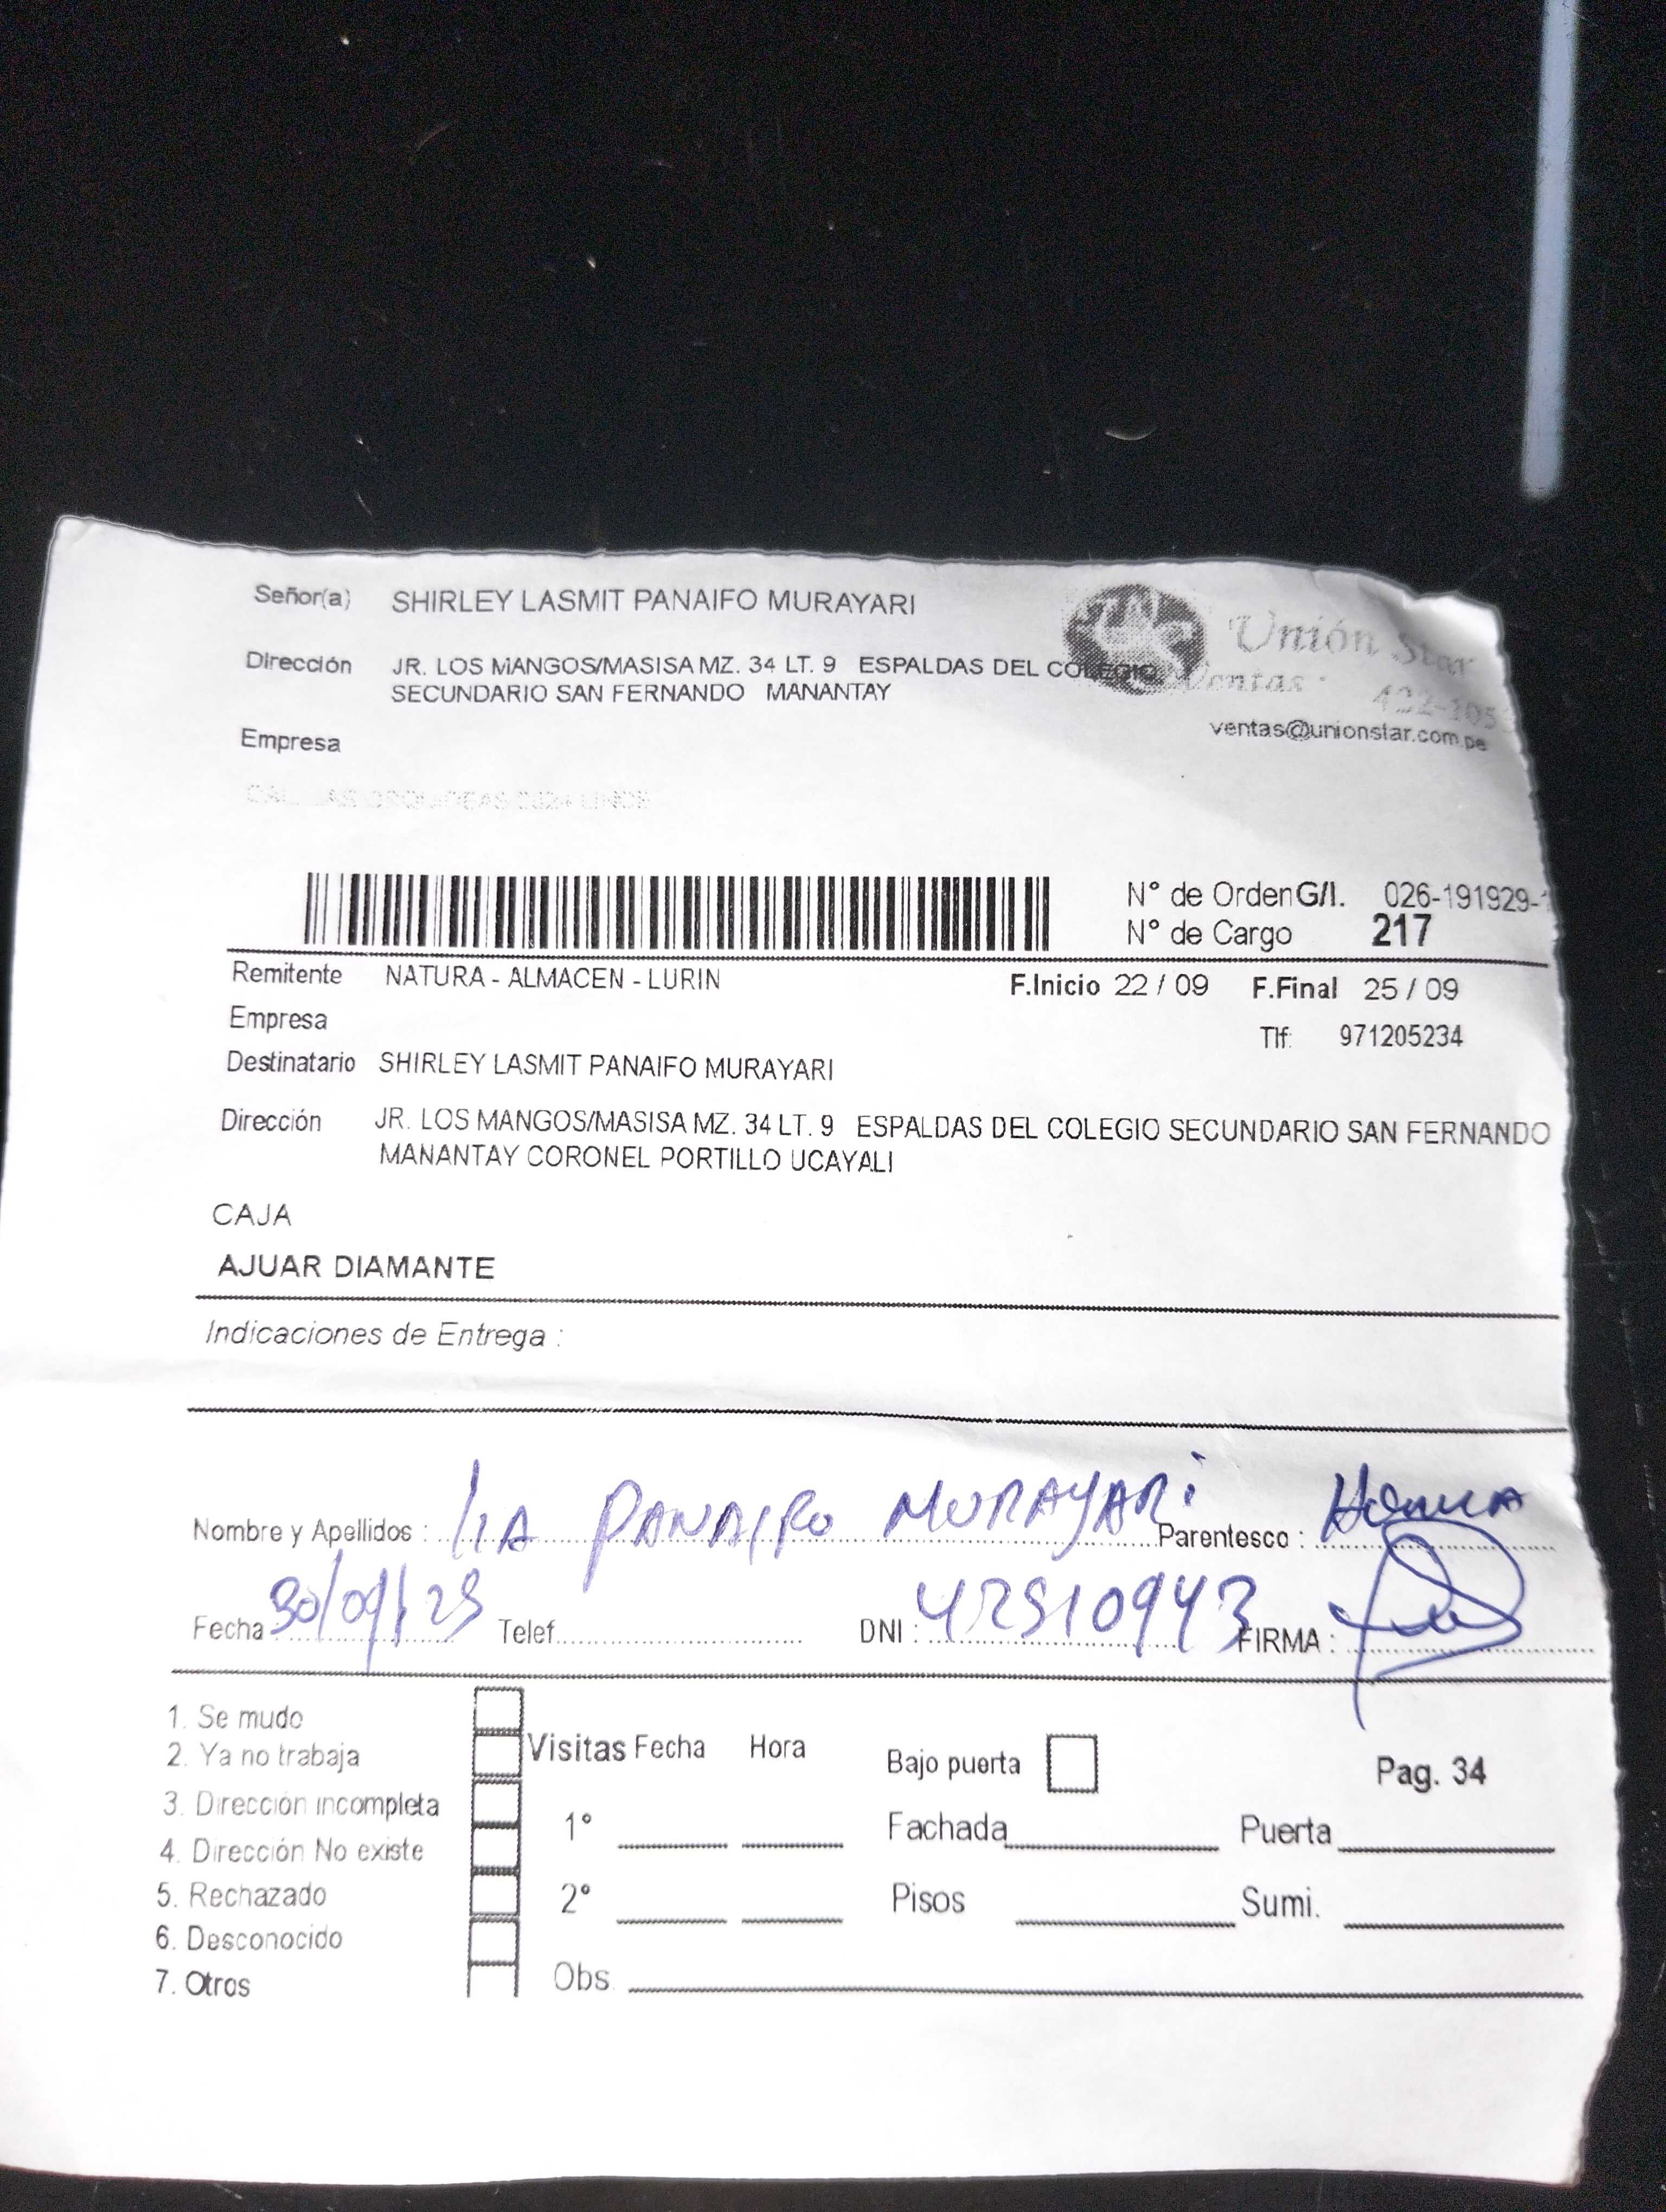 Señor(a) SHIRLEY LASMIT PANAIFO MURAYARI
Unión Star
Dirección JR. LOS MANGOS/MASISA MZ. 34 LT. 9 ESPALDAS DEL COLEGIO
SECUNDARIO SAN FERNANDO MANANTAY
Ventas: 422-105
ventas@unionstar.com.pe
Empresa
N° de Orden G/I. 026-191929-
N° de Cargo 217
Remitente NATURA - ALMACEN - LURIN F.Inicio 22 / 09 F.Final 25 / 09
Empresa Tlf: 971205234
Destinatario SHIRLEY LASMIT PANAIFO MURAYARI
Dirección JR. LOS MANGOS/MASISA MZ. 34 LT. 9 ESPALDAS DEL COLEGIO SECUNDARIO SAN FERNANDO
MANANTAY CORONEL PORTILLO UCAYALI
CAJA
AJUAR DIAMANTE
Indicaciones de Entrega :
Nombre y Apellidos : PANAIFO MURAYARi Parentesco :
Fecha Telef. DNI : 42510943 FIRMA :
1. Se mudo
2. Ya no trabaja
3. Dirección incompleta
4. Dirección No existe
5. Rechazado
6. Desconocido
7. Otros
Visitas Fecha Hora
1°
2°
Obs.
Bajo puerta Pag. 34
Fachada Puerta
Pisos Sumi.